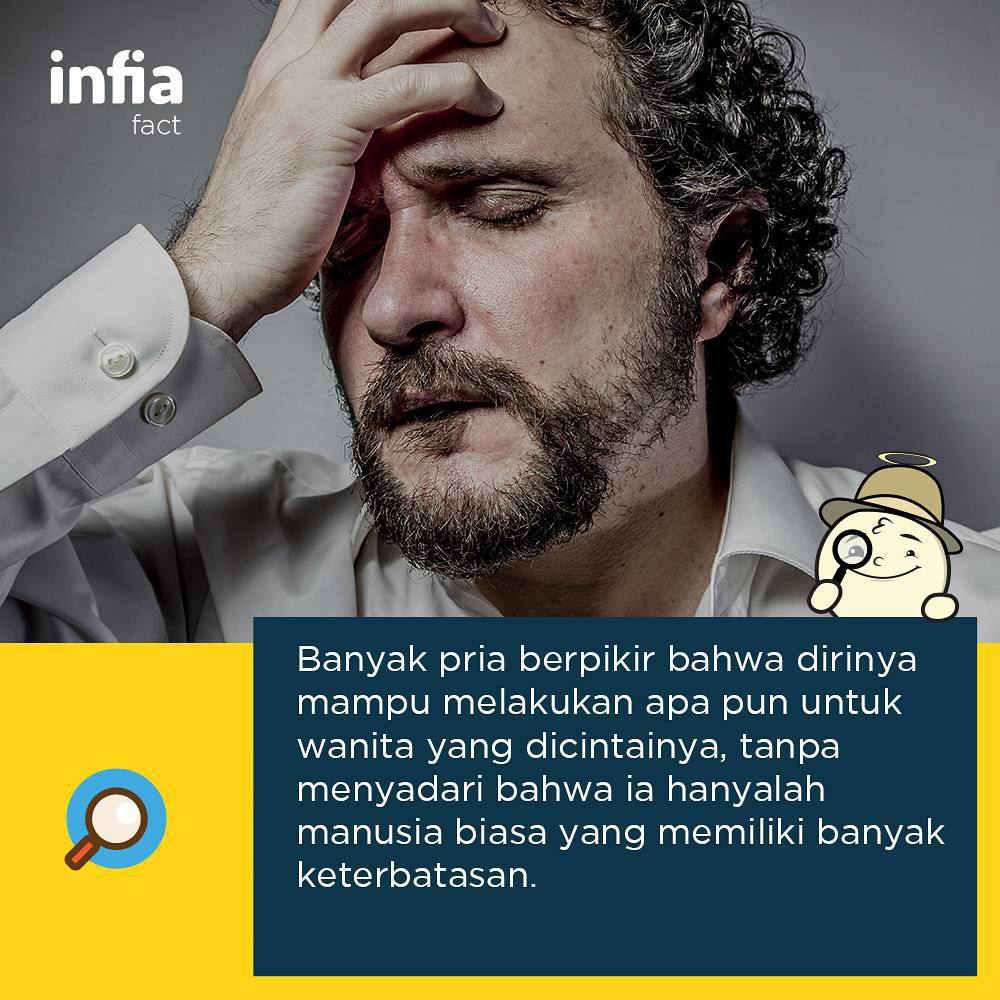 infia
fact
Banyak pria berpikir bahwa dirinya
mampu melakukan apa pun untuk
wanita yang dicintainya, tanpa
menyadari bahwa ia hanyalah
manusia biasa yang memiliki banyak
keterbatasan.